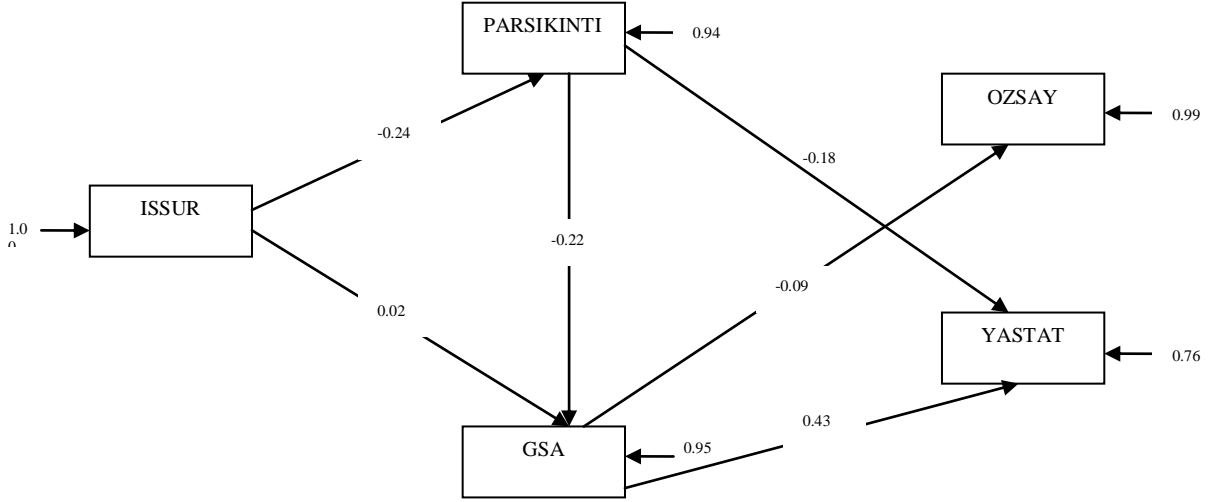 PARSIKINTI
0.94
OZSAY
0.99
-0.24
-0.18
ISSUR
1.0
0
-0.22
-0.09
0.02
YASTAT
0.76
0.43
GSA
0.95